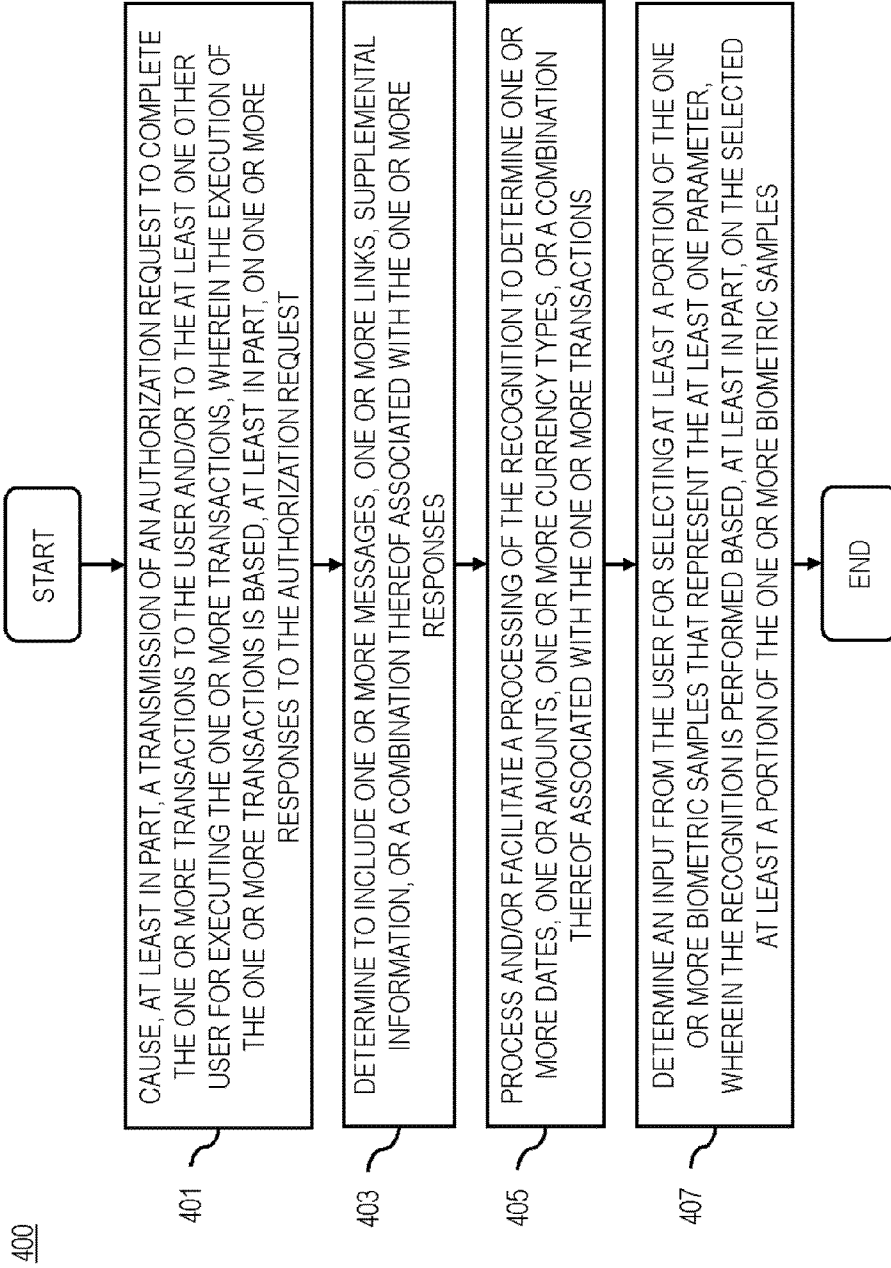 400
START
401
CAUSE, AT LEAST IN PART, A TRANSMISSION OF AN AUTHORIZATION REQUEST TO COMPLETE
THE ONE OR MORE TRANSACTIONS TO THE USER AND/OR TO THE AT LEAST ONE OTHER
USER FOR EXECUTING THE ONE OR MORE TRANSACTIONS, WHEREIN THE EXECUTION OF
THE ONE OR MORE TRANSACTIONS IS BASED, AT LEAST IN PART, ON ONE OR MORE
RESPONSES TO THE AUTHORIZATION REQUEST
403
DETERMINE TO INCLUDE ONE OR MORE MESSAGES, ONE OR MORE LINKS, SUPPLEMENTAL
INFORMATION, OR A COMBINATION THEREOF ASSOCIATED WITH THE ONE OR MORE
RESPONSES
405
PROCESS AND/OR FACILITATE A PROCESSING OF THE RECOGNITION TO DETERMINE ONE OR
MORE DATES, ONE OR AMOUNTS, ONE OR MORE CURRENCY TYPES, OR A COMBINATION
THEREOF ASSOCIATED WITH THE ONE OR MORE TRANSACTIONS
407
DETERMINE AN INPUT FROM THE USER FOR SELECTING AT LEAST A PORTION OF THE ONE
OR MORE BIOMETRIC SAMPLES THAT REPRESENT THE AT LEAST ONE PARAMETER,
WHEREIN THE RECOGNITION IS PERFORMED BASED, AT LEAST IN PART, ON THE SELECTED
AT LEAST A PORTION OF THE ONE OR MORE BIOMETRIC SAMPLES
END